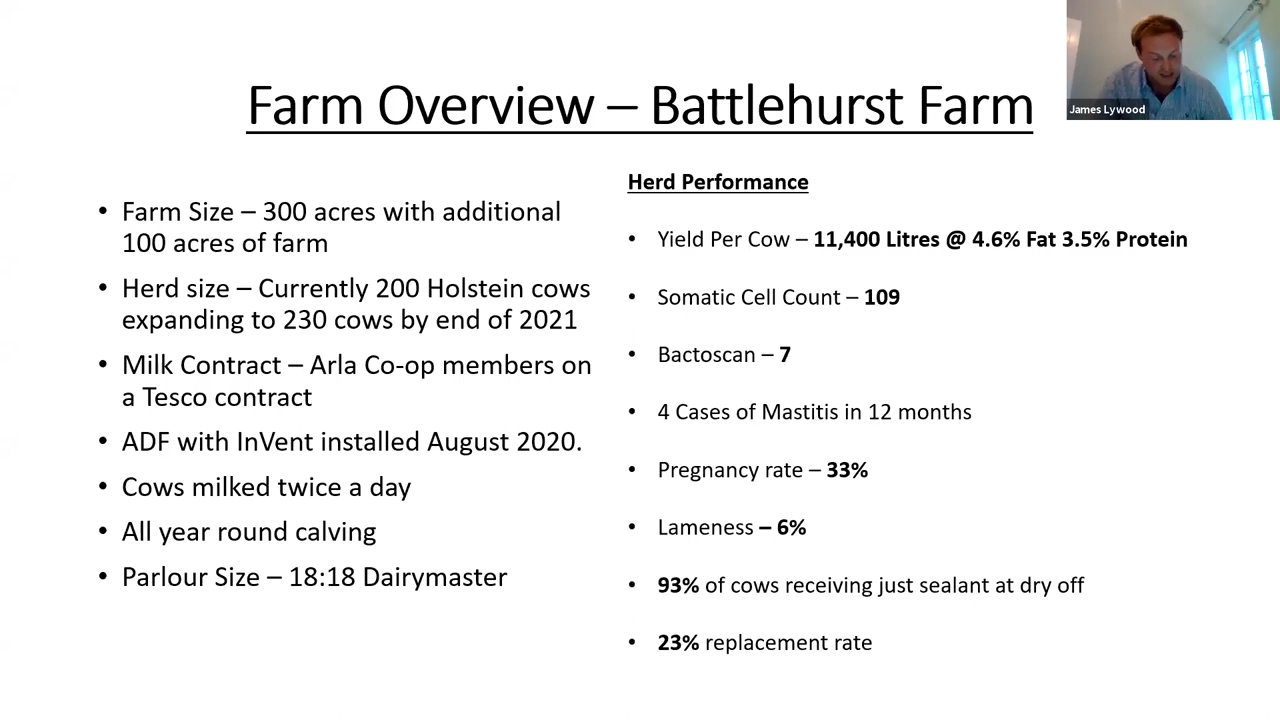 Farm Overview – Battlehurst Farm
James Lywood
• Farm Size – 300 acres with additional
100 acres of farm
• Herd size – Currently 200 Holstein cows
expanding to 230 cows by end of 2021
• Milk Contract – Arla Co-op members on
a Tesco contract
• ADF with InVent installed August 2020.
• Cows milked twice a day
• All year round calving
• Parlour Size – 18:18 Dairymaster
Herd Performance
• Yield Per Cow – 11,400 Litres @ 4.6% Fat 3.5% Protein
• Somatic Cell Count – 109
• Bactoscan – 7
• 4 Cases of Mastitis in 12 months
• Pregnancy rate – 33%
• Lameness – 6%
• 93% of cows receiving just sealant at dry off
• 23% replacement rate